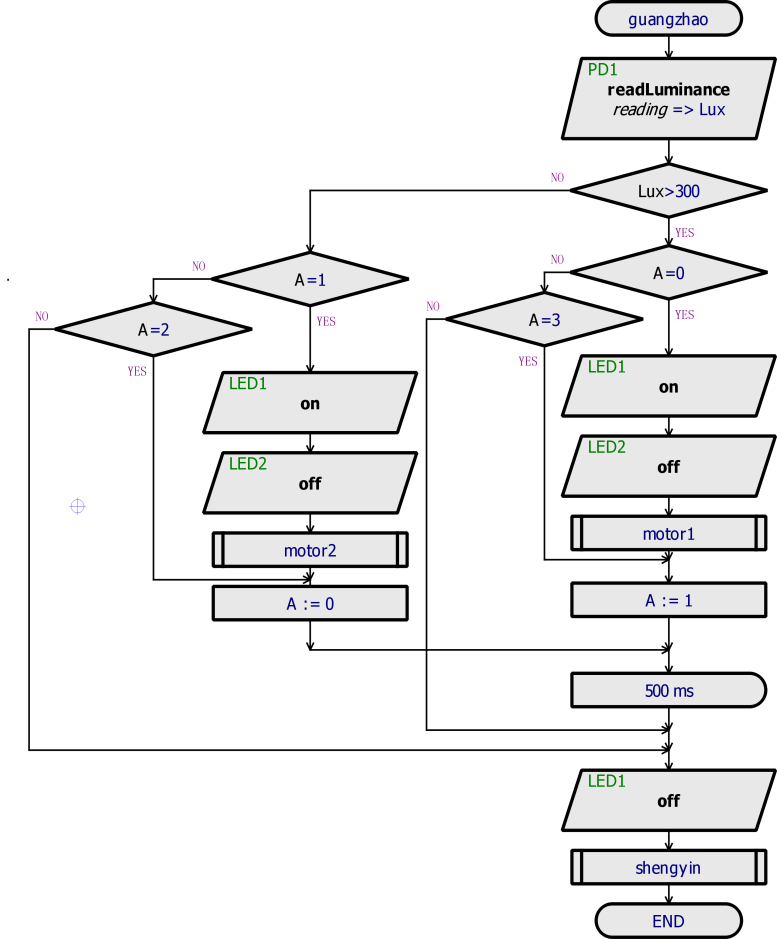 guangzhao
PD1
readLuminance
reading => Lux
NO
Lux>300
YES
NO
A=0
NO
A=1
YES
NO
A=3
YES
NO
A=2
YES
YES
LED1
on
LED1
on
LED2
off
LED2
off
motor1
motor2
A := 1
A := 0
500 ms
LED1
off
shengyin
END